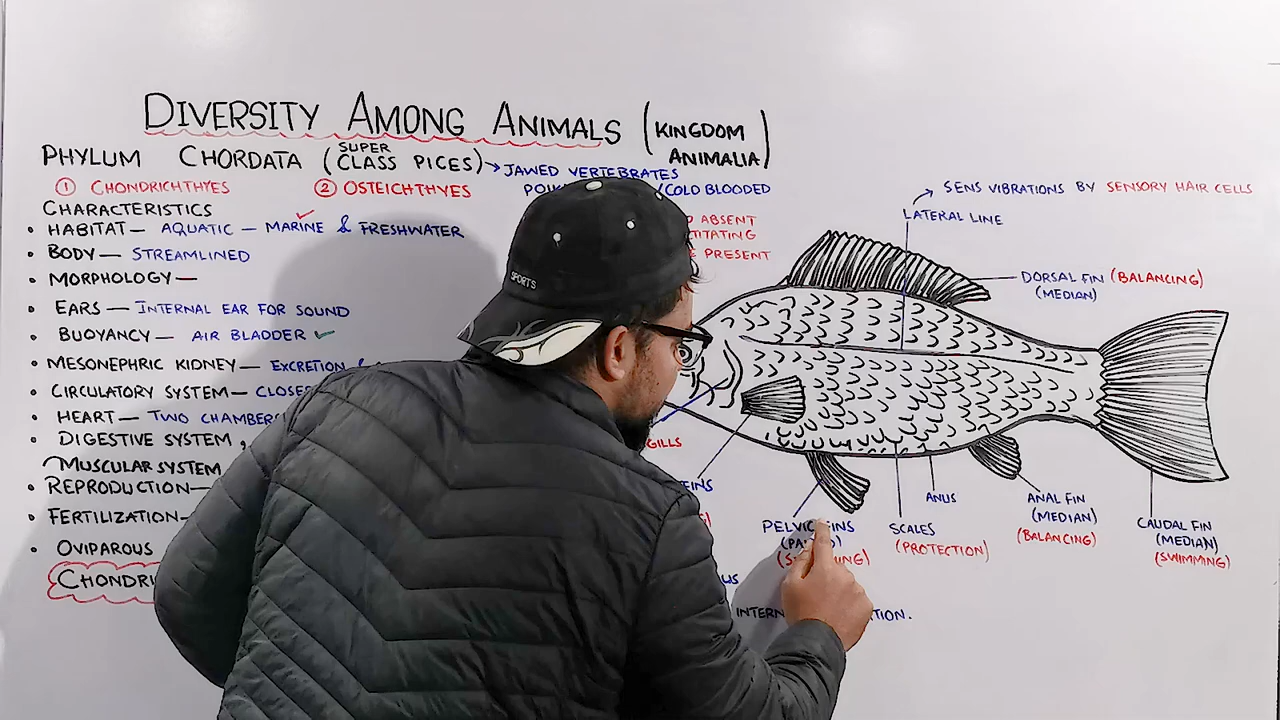 DIVERSITY AMONG ANIMALS (KINGDOM ANIMALIA)
PHYLUM CHORDATA (SUPER CLASS PICES) → JAWED VERTEBRATES
① CHONDRICHTHYES ② OSTEICHTHYES
/COLD BLOODED
CHARACTERISTICS
ABSENT
• HABITAT — AQUATIC — MARINE & FRESHWATER
PRESENT
• BODY — STREAMLINED
• MORPHOLOGY —
• EARS — INTERNAL EAR FOR SOUND
• BUOYANCY — AIR BLADDER
• MESONEPHRIC KIDNEY — EXCRETION
• CIRCULATORY SYSTEM —
• HEART — TWO
• DIGESTIVE SYSTEM,
MUSCULAR SYSTEM
• REPRODUCTION —
• FERTILIZATION —
• OVIPAROUS
SENS VIBRATIONS BY SENSORY HAIR CELLS
LATERAL LINE
DORSAL FIN (BALANCING)
(MEDIAN)
GILLS
SPORTS
PELVIC FINS
SCALES
(PROTECTION)
ANUS
ANAL FIN
(MEDIAN)
(BALANCING)
CAUDAL FIN
(MEDIAN)
(SWIMMING)